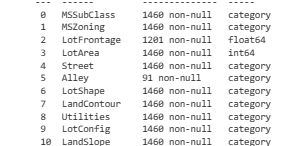 --- ------ -------------- -----
0 MSSubClass 1460 non-null category
1 MSZoning 1460 non-null category
2 LotFrontage 1201 non-null float64
3 LotArea 1460 non-null int64
4 Street 1460 non-null category
5 Alley 91 non-null category
6 LotShape 1460 non-null category
7 LandContour 1460 non-null category
8 Utilities 1460 non-null category
9 LotConfig 1460 non-null category
10 LandSlope 1460 non-null category